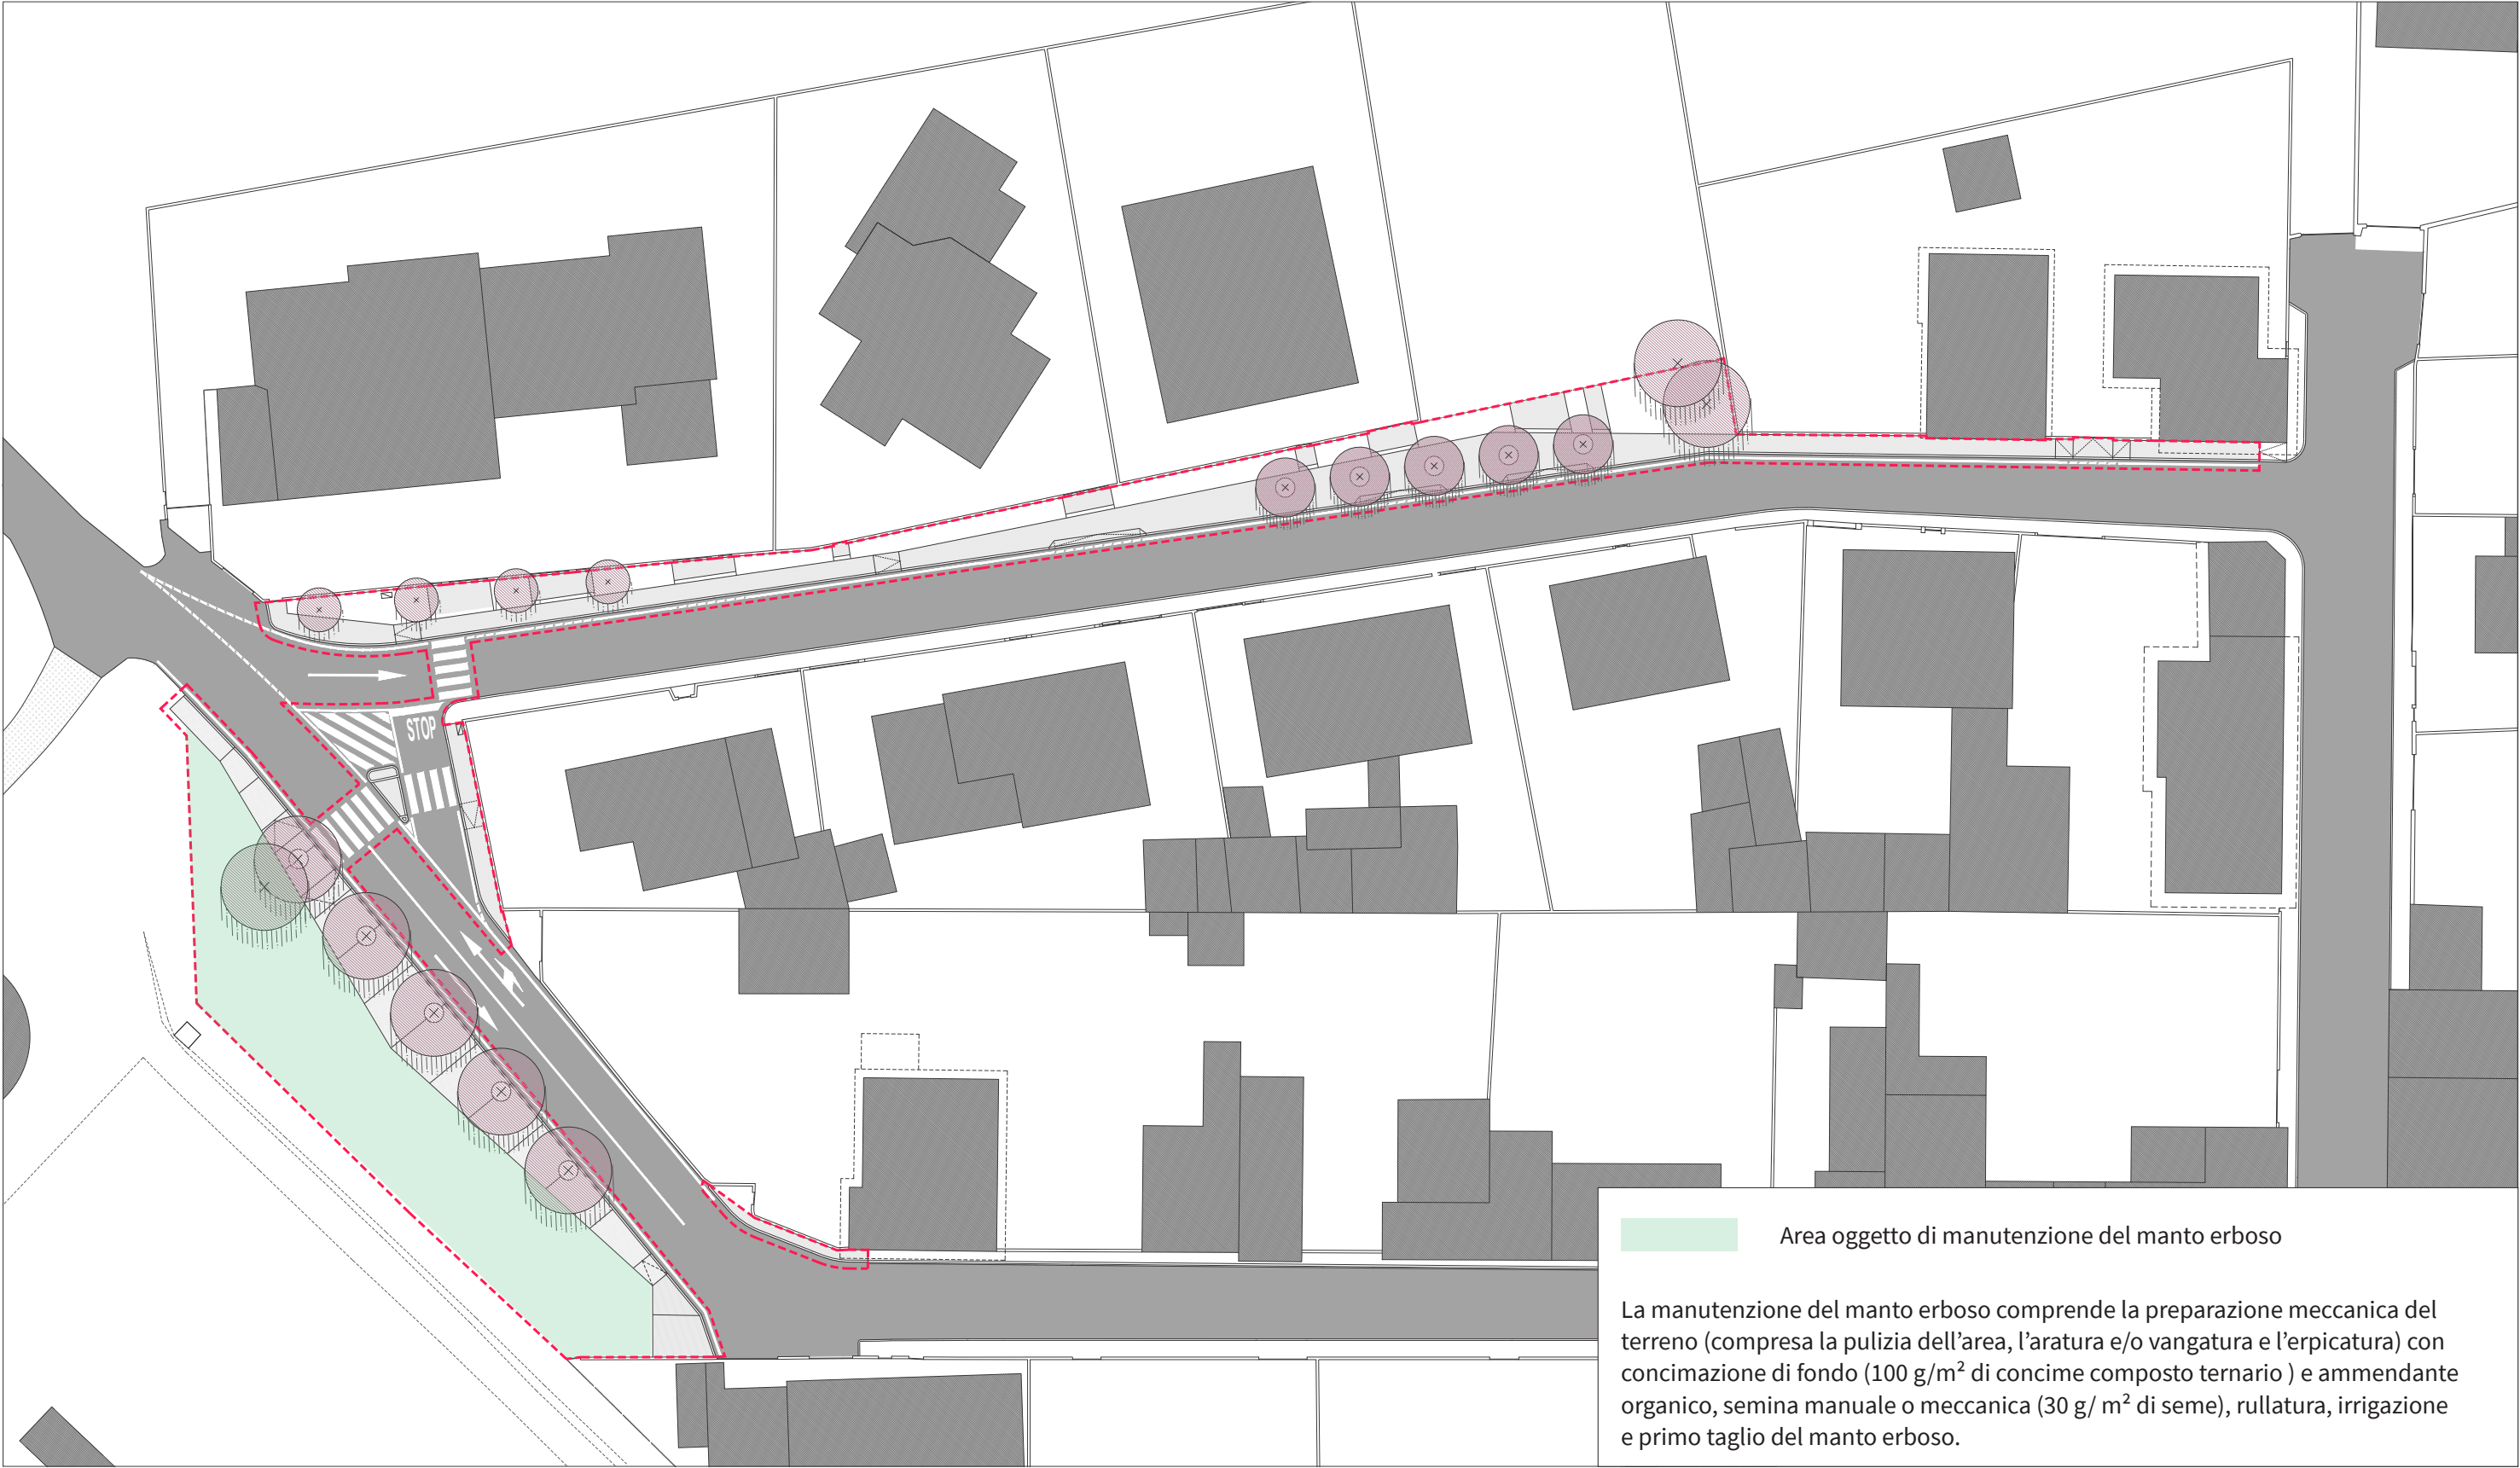 STOP
Area oggetto di manutenzione del manto erboso
La manutenzione del manto erboso comprende la preparazione meccanica del
terreno (compresa la pulizia dell'area, l'aratura e/o vangatura e l'erpicatura) con
concimazione di fondo (100 g/m² di concime composto ternario ) e ammendante
organico, semina manuale o meccanica (30 g/ m² di seme), rullatura, irrigazione
e primo taglio del manto erboso.